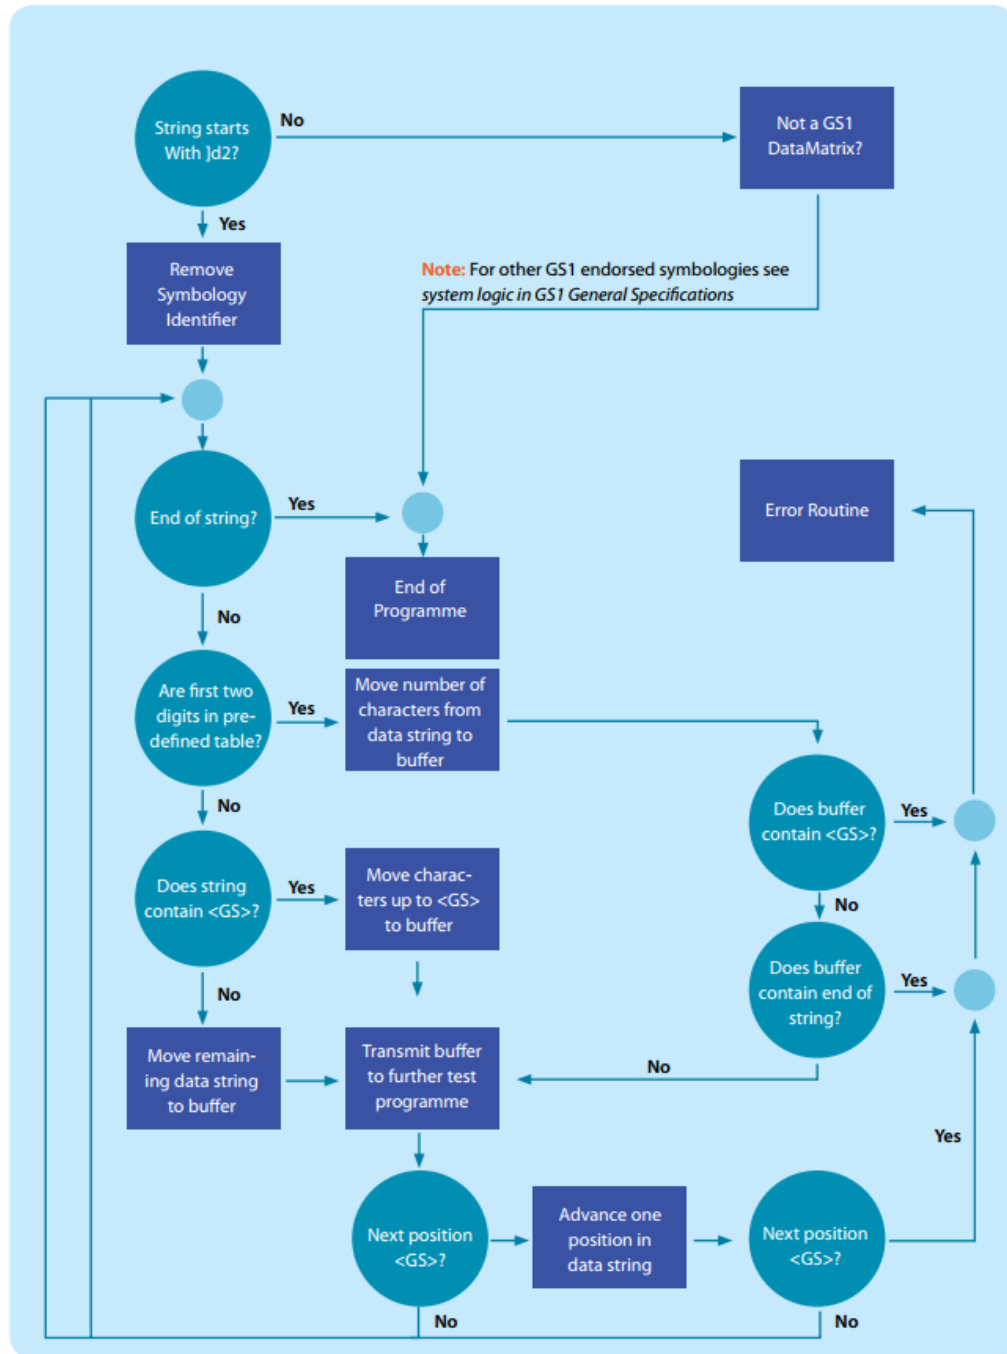 String starts
With ]d2?
No
Not a GS1
DataMatrix?
Yes
Remove
Symbology
Identifier
Note: For other GS1 endorsed symbologies see
system logic in GS1 General Specifications
End of string?
Yes
Error Routine
End of
Programme
No
Are first two
digits in pre-
defined table?
Yes
Move number of
characters from
data string to
buffer
Does buffer
contain <GS>?
Yes
No
Does string
contain <GS>?
Yes
Move charac-
ters up to <GS>
to buffer
No
Does buffer
contain end of
string?
Yes
No
Move remain-
ing data string
to buffer
Transmit buffer
to further test
programme
No
Yes
Next position
<GS>?
Advance one
position in
data string
Next position
<GS>?
No
No